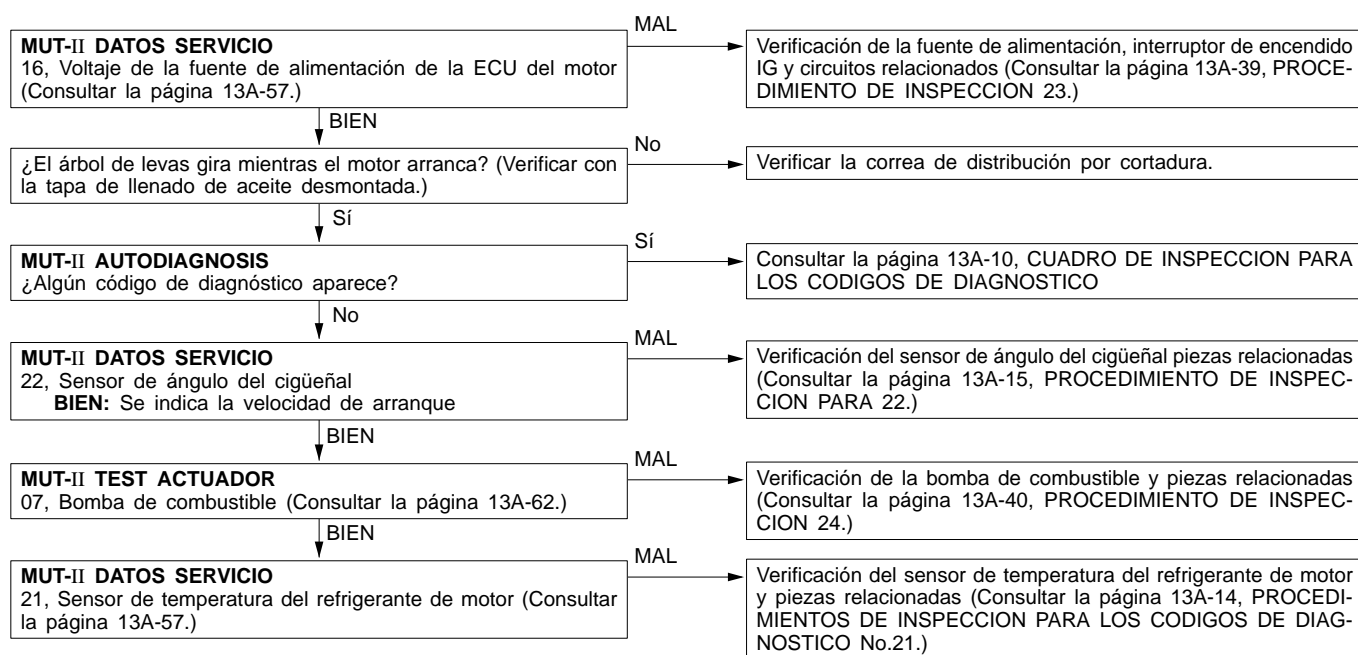 MUT-II DATOS SERVICIO
16, Voltaje de la fuente de alimentación de la ECU del motor
(Consultar la página 13A-57.)
MAL
Verificación de la fuente de alimentación, interruptor de encendido
IG y circuitos relacionados (Consultar la página 13A-39, PROCE-
DIMIENTO DE INSPECCION 23.)
BIEN
¿El árbol de levas gira mientras el motor arranca? (Verificar con
la tapa de llenado de aceite desmontada.)
No
Verificar la correa de distribución por cortadura.
Sí
MUT-II AUTODIAGNOSIS
¿Algún código de diagnóstico aparece?
Sí
Consultar la página 13A-10, CUADRO DE INSPECCION PARA
LOS CODIGOS DE DIAGNOSTICO
No
MUT-II DATOS SERVICIO
22, Sensor de ángulo del cigüeñal
BIEN: Se indica la velocidad de arranque
MAL
Verificación del sensor de ángulo del cigüeñal piezas relacionadas
(Consultar la página 13A-15, PROCEDIMIENTO DE INSPEC-
CION PARA 22.)
BIEN
MUT-II TEST ACTUADOR
07, Bomba de combustible (Consultar la página 13A-62.)
MAL
Verificación de la bomba de combustible y piezas relacionadas
(Consultar la página 13A-40, PROCEDIMIENTO DE INSPEC-
CION 24.)
BIEN
MUT-II DATOS SERVICIO
21, Sensor de temperatura del refrigerante de motor (Consultar
la página 13A-57.)
MAL
Verificación del sensor de temperatura del refrigerante de motor
y piezas relacionadas (Consultar la página 13A-14, PROCEDI-
MIENTOS DE INSPECCION PARA LOS CODIGOS DE DIAG-
NOSTICO No.21.)